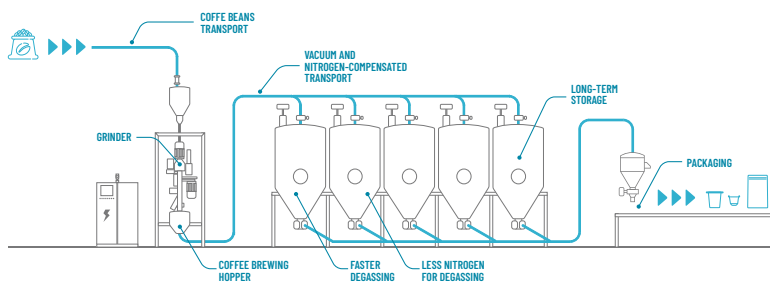 COFFE BEANS
TRANSPORT
VACUUM AND
NITROGEN-COMPENSATED
TRANSPORT
LONG-TERM
STORAGE
GRINDER
PACKAGING
COFFEE BREWING
HOPPER
FASTER
DEGASSING
LESS NITROGEN
FOR DEGASSING